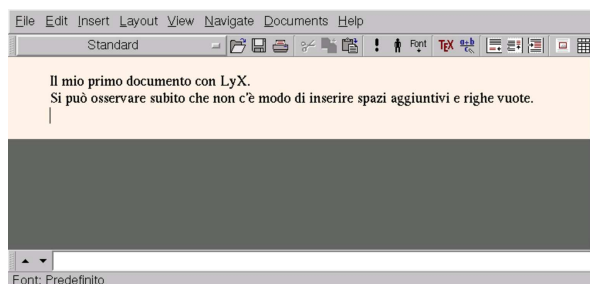 File Edit Insert Layout View Navigate Documents Help
Standard Font TEX a+b c
Il mio primo documento con LyX.
Si può osservare subito che non c'è modo di inserire spazi aggiuntivi e righe vuote.
Font: Predefinito